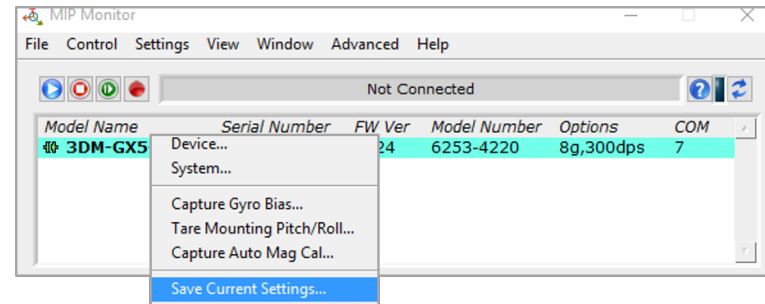 MIP Monitor
File Control Settings View Window Advanced Help
Not Connected
Model Name Serial Number FW Ver Model Number Options COM
3DM-GX5 24 6253-4220 8g,300dps 7
Device...
System...
Capture Gyro Bias...
Tare Mounting Pitch/Roll...
Capture Auto Mag Cal...
Save Current Settings...